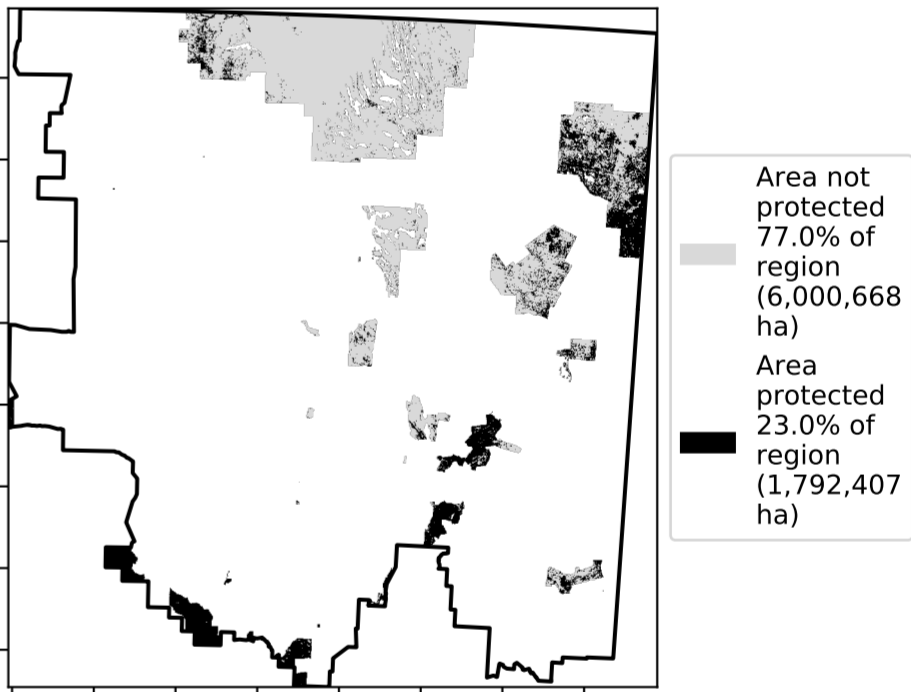 Area not
protected
77.0% of
region
(6,000,668
ha)
Area
protected
23.0% of
region
(1,792,407
ha)